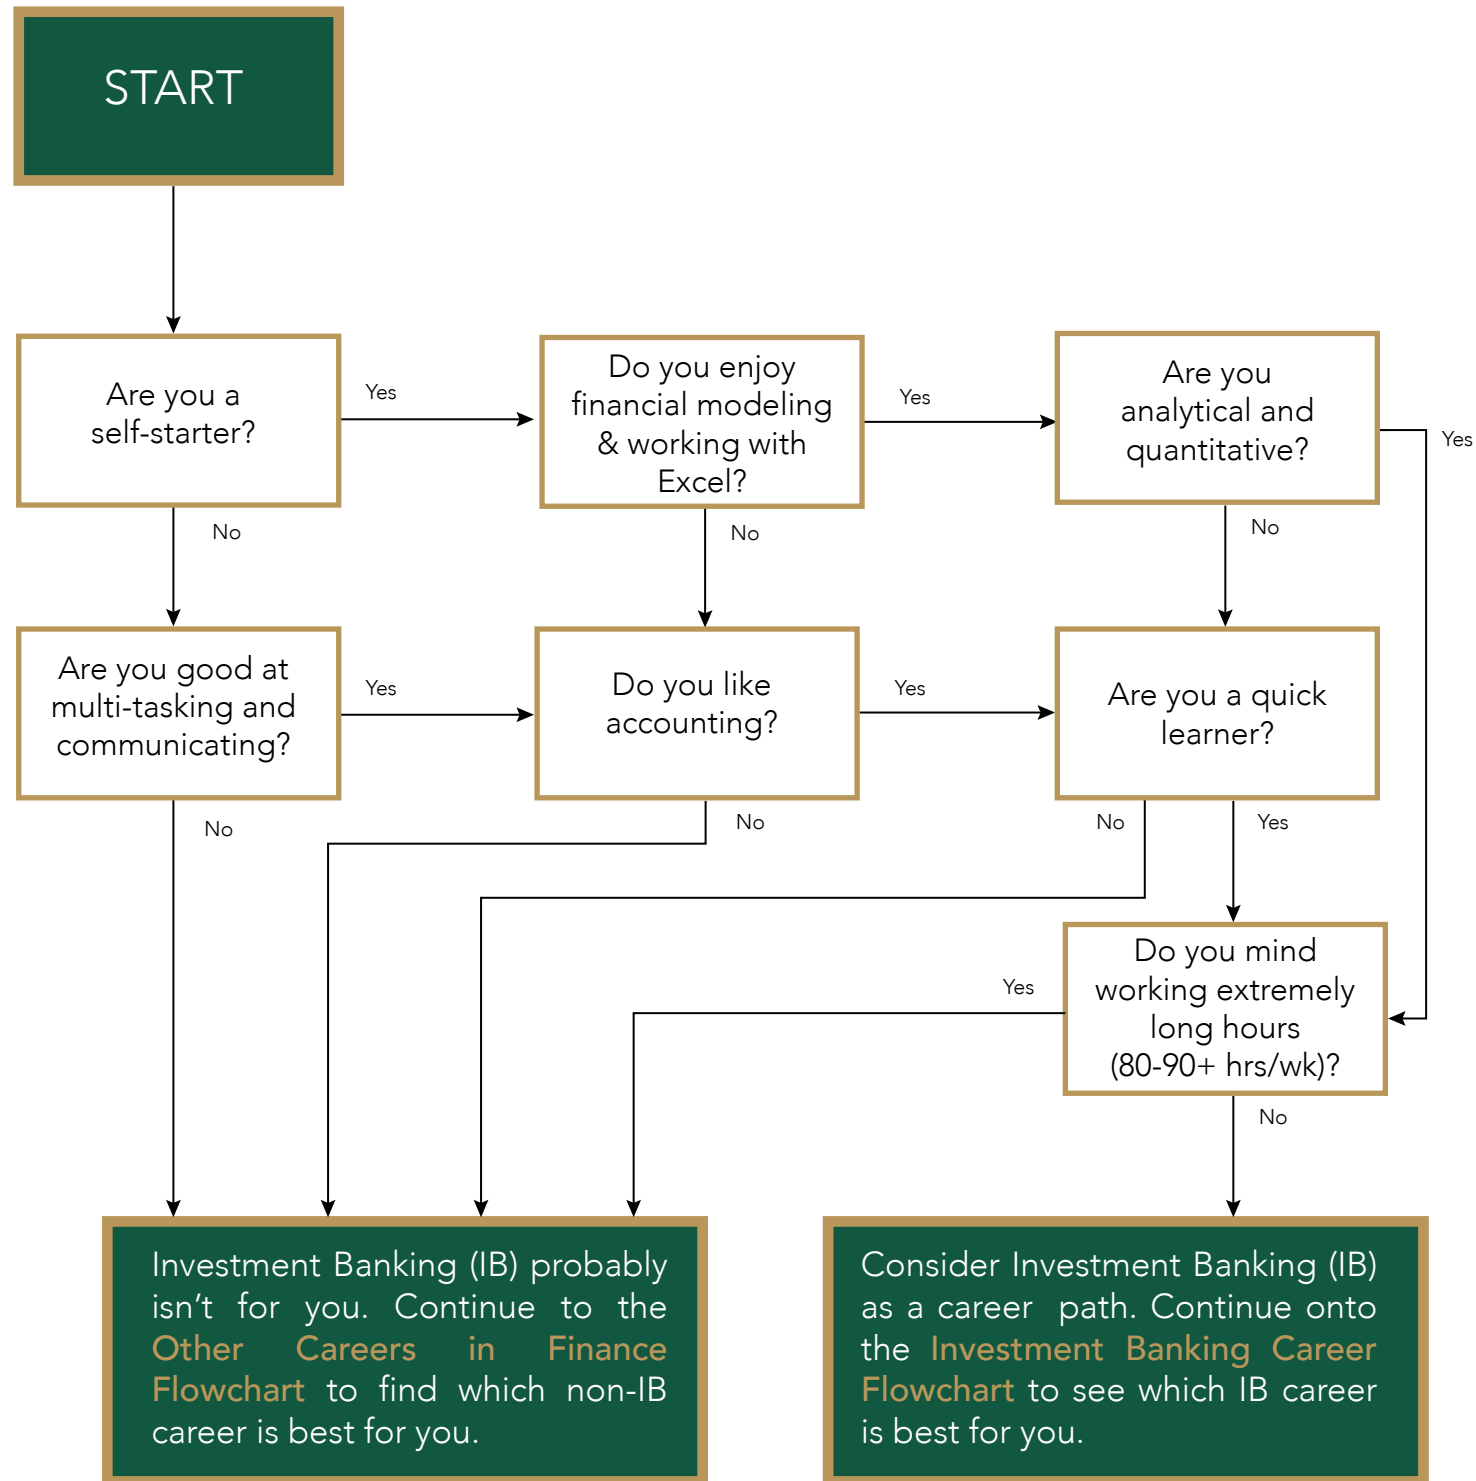 START
Are you a
self-starter?
Yes
Do you enjoy
financial modeling
& working with
Excel?
Yes
Are you
analytical and
quantitative?
Yes
No
No
No
Are you good at
multi-tasking and
communicating?
Yes
Do you like
accounting?
Yes
Are you a quick
learner?
No
No
No
Yes
Do you mind
working extremely
long hours
(80-90+ hrs/wk)?
Yes
No
Investment Banking (IB) probably
isn't for you. Continue to the
Other Careers in Finance
Flowchart to find which non-IB
career is best for you.
Consider Investment Banking (IB)
as a career path. Continue onto
the Investment Banking Career
Flowchart to see which IB career
is best for you.